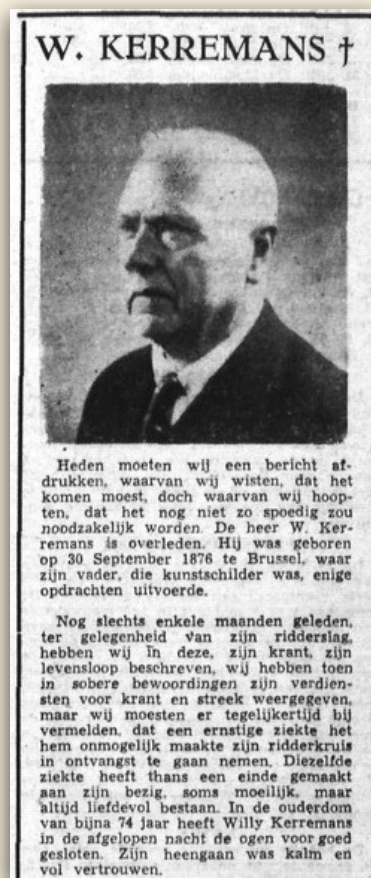 W. KERREMANS †
Heden moeten wij een bericht af-
drukken, waarvan wij wisten, dat het
komen moest, doch waarvan wij hoop-
ten, dat het nog niet zo spoedig zou
noodzakelijk worden. De heer W. Ker-
remans is overleden. Hij was geboren
op 30 September 1876 te Brussel, waar
zijn vader, die kunstschilder was, enige
opdrachten uitvoerde.
Nog slechts enkele maanden geleden,
ter gelegenheid van zijn ridderslag,
hebben wij in deze, zijn krant, zijn
levensloop beschreven, wij hebben toen
in sobere bewoordingen zijn verdien-
sten voor krant en streek weergegeven,
maar wij moesten er tegelijkertijd bij
vermelden, dat een ernstige ziekte het
hem onmogelijk maakte zijn ridderkruis
in ontvangst te gaan nemen. Diezelfde
ziekte heeft thans een einde gemaakt
aan zijn bezig, soms moeilijk, maar
altijd liefdevol bestaan. In de ouderdom
van bijna 74 jaar heeft Willy Kerremans
in de afgelopen nacht de ogen voor goed
gesloten. Zijn heengaan was kalm en
vol vertrouwen.